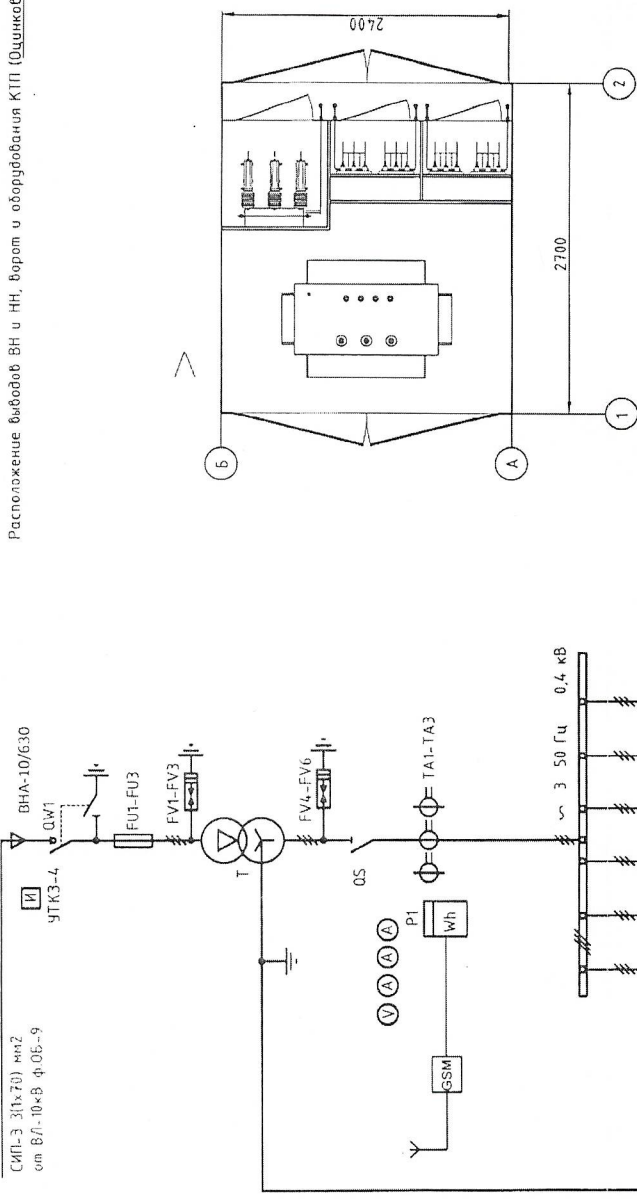 СИП-3 3(1х70) мм2
от ВЛ-10кВ ф.ОБ-9
И
УТКЗ-4
ВНА-10/630
QW1
FU1-FU3
FV1-FV3
T
FV4-FV6
QS
TA1-TA3
V A A A
P1
Wh
GSM
~ 3 50 Гц 0,4 кВ
Расположение выводов ВН и НН, ворот и оборудования КТП (Оцинков
2400
Б
А
2700
1
2